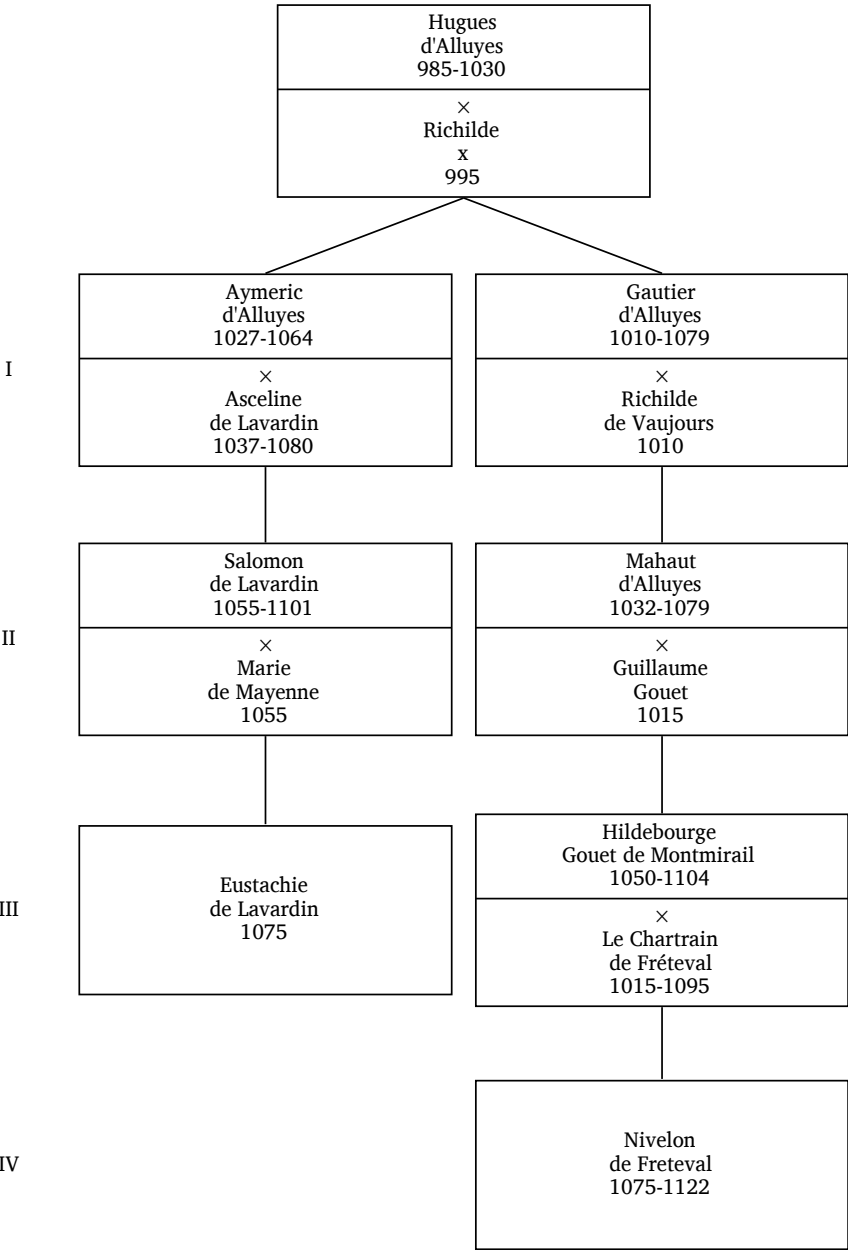 Hugues
d'Alluyes
985-1030
×
Richilde
x
995
Aymeric
d'Alluyes
1027-1064
×
Asceline
de Lavardin
1037-1080
Gautier
d'Alluyes
1010-1079
×
Richilde
de Vaujours
1010
I
Salomon
de Lavardin
1055-1101
×
Marie
de Mayenne
1055
Mahaut
d'Alluyes
1032-1079
×
Guillaume
Gouet
1015
II
Eustachie
de Lavardin
1075
Hildebourge
Gouet de Montmirail
1050-1104
×
Le Chartrain
de Fréteval
1015-1095
III
Nivelon
de Freteval
1075-1122
IV